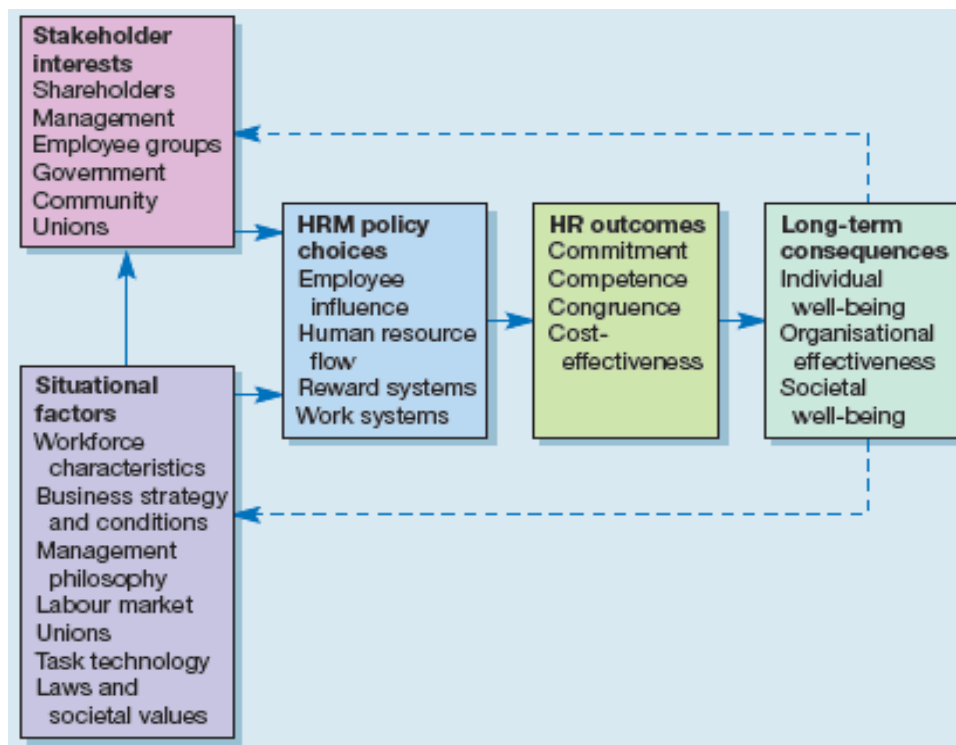 Stakeholder
interests
Shareholders
Management
Employee groups
Government
Community
Unions
Situational
factors
Workforce
characteristics
Business strategy
and conditions
Management
philosophy
Labour market
Unions
Task technology
Laws and
societal values
HRM policy
choices
Employee
influence
Human resource
flow
Reward systems
Work systems
HR outcomes
Commitment
Competence
Congruence
Cost-
effectiveness
Long-term
consequences
Individual
well-being
Organisational
effectiveness
Societal
well-being